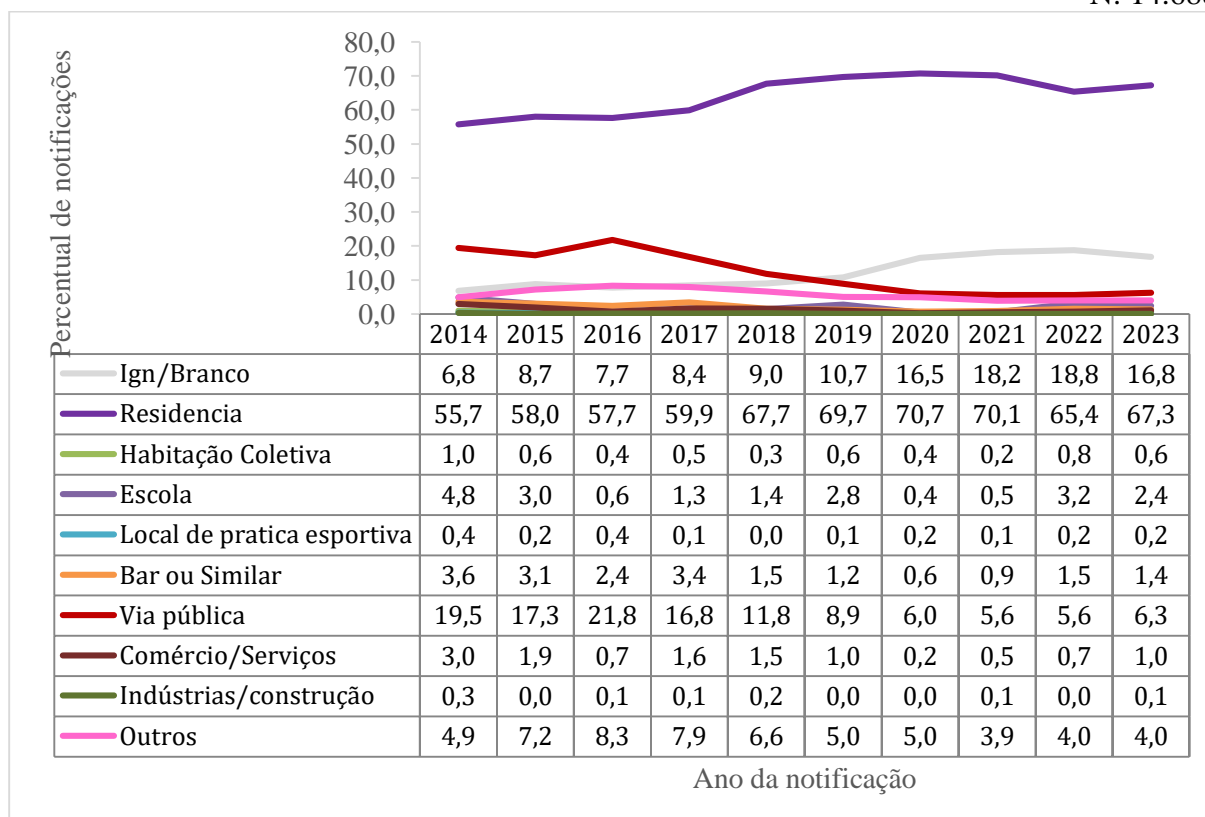 Percentual de notificações
80,0
70,0
60,0
50,0
40,0
30,0
20,0
10,0
0,0
2014 2015 2016 2017 2018 2019 2020 2021 2022 2023
Ign/Branco 6,8 8,7 7,7 8,4 9,0 10,7 16,5 18,2 18,8 16,8
Residencia 55,7 58,0 57,7 59,9 67,7 69,7 70,7 70,1 65,4 67,3
Habitação Coletiva 1,0 0,6 0,4 0,5 0,3 0,6 0,4 0,2 0,8 0,6
Escola 4,8 3,0 0,6 1,3 1,4 2,8 0,4 0,5 3,2 2,4
Local de pratica esportiva 0,4 0,2 0,4 0,1 0,0 0,1 0,2 0,1 0,2 0,2
Bar ou Similar 3,6 3,1 2,4 3,4 1,5 1,2 0,6 0,9 1,5 1,4
Via pública 19,5 17,3 21,8 16,8 11,8 8,9 6,0 5,6 5,6 6,3
Comércio/Serviços 3,0 1,9 0,7 1,6 1,5 1,0 0,2 0,5 0,7 1,0
Indústrias/construção 0,3 0,0 0,1 0,1 0,2 0,0 0,0 0,1 0,0 0,1
Outros 4,9 7,2 8,3 7,9 6,6 5,0 5,0 3,9 4,0 4,0
Ano da notificação